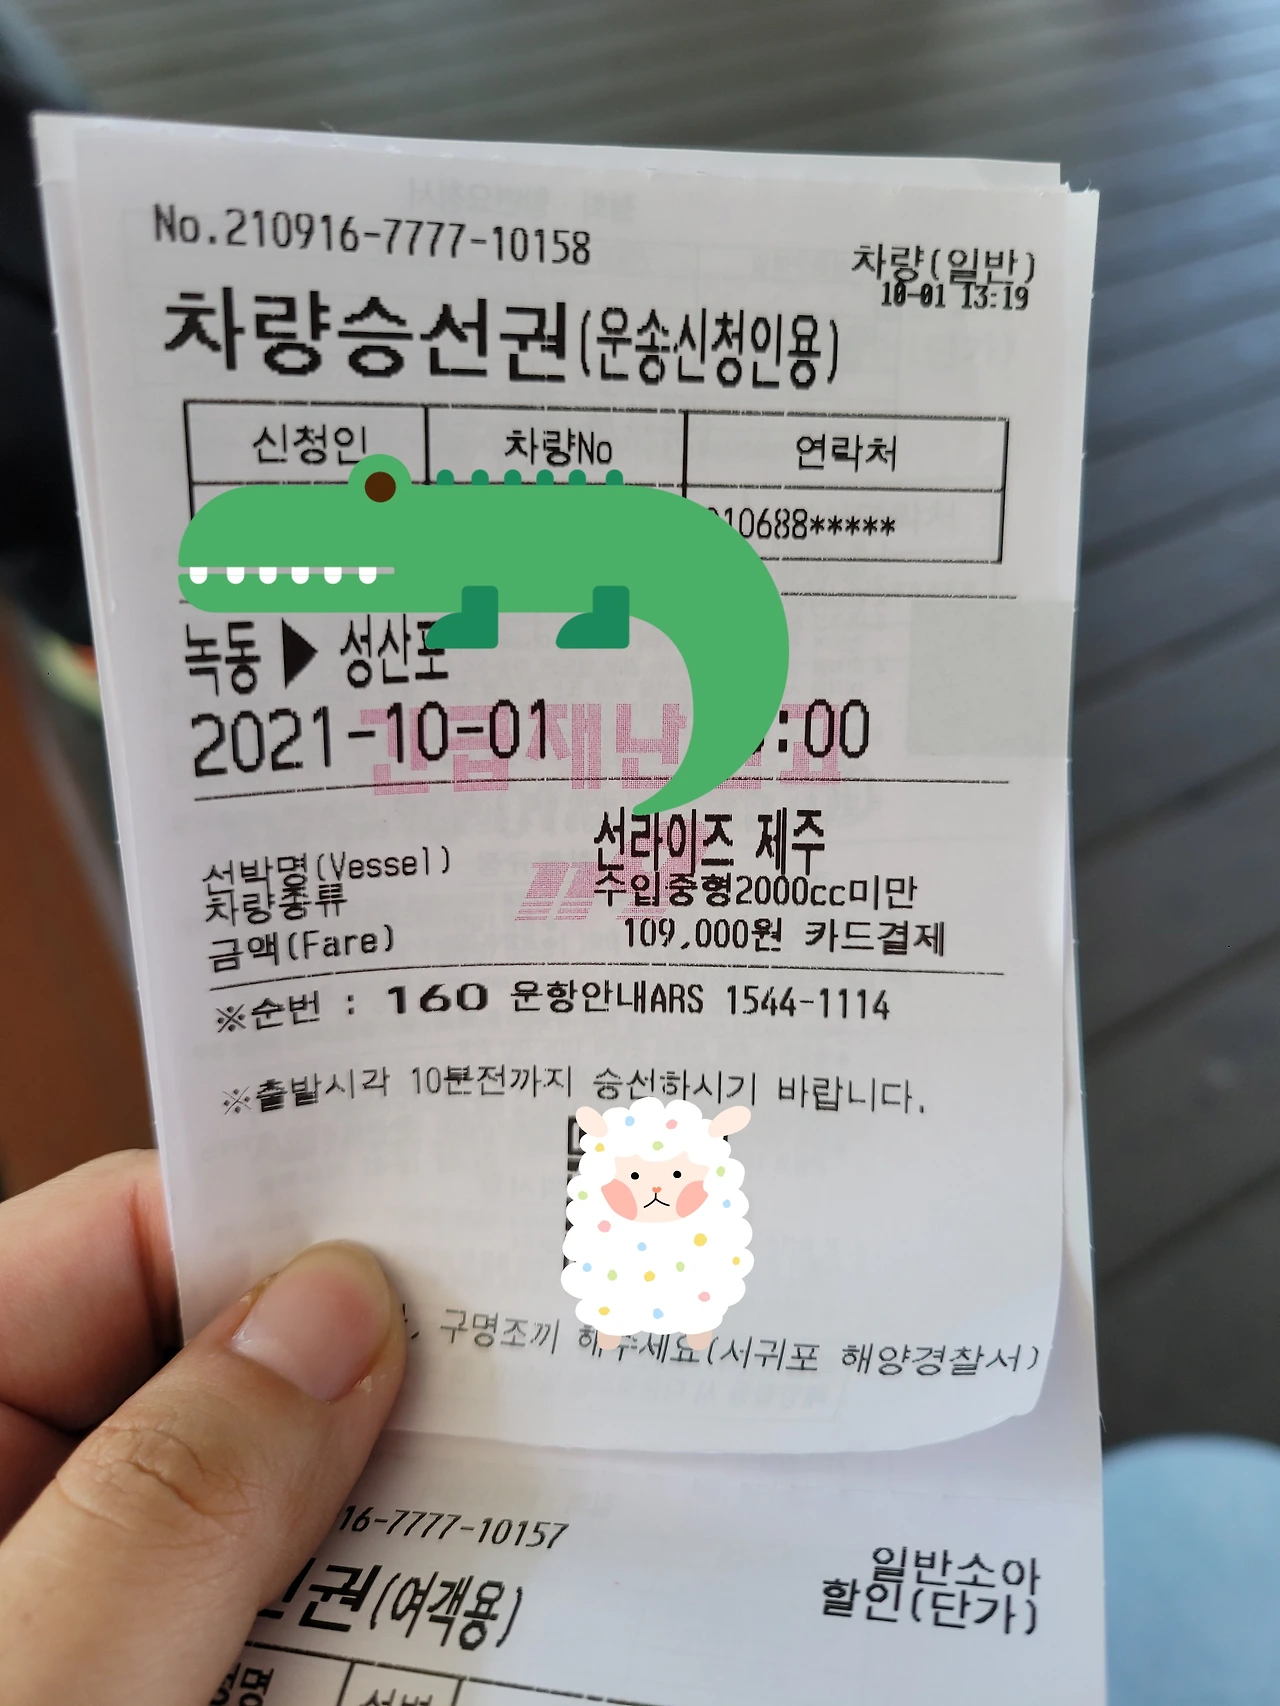 No.210916-7777-10158
차량(일반)
10-01 13:19
차량승선권(운송신청인용)
신청인 차량No 연락처
10688*****
녹동 ▶ 성산포
2021-10-01 :00
선박명(Vessel) 선라이즈 제주
차량종류 수입중형2000cc미만
금액(Fare) 109,000원 카드결제
※순번 : 160 운항안내ARS 1544-1114
※출발시각 10분전까지 승선하시기 바랍니다.
구명조끼 해주세요(서귀포 해양경찰서)
16-7777-10157
일반소아
할인(단가)
권(여객용)